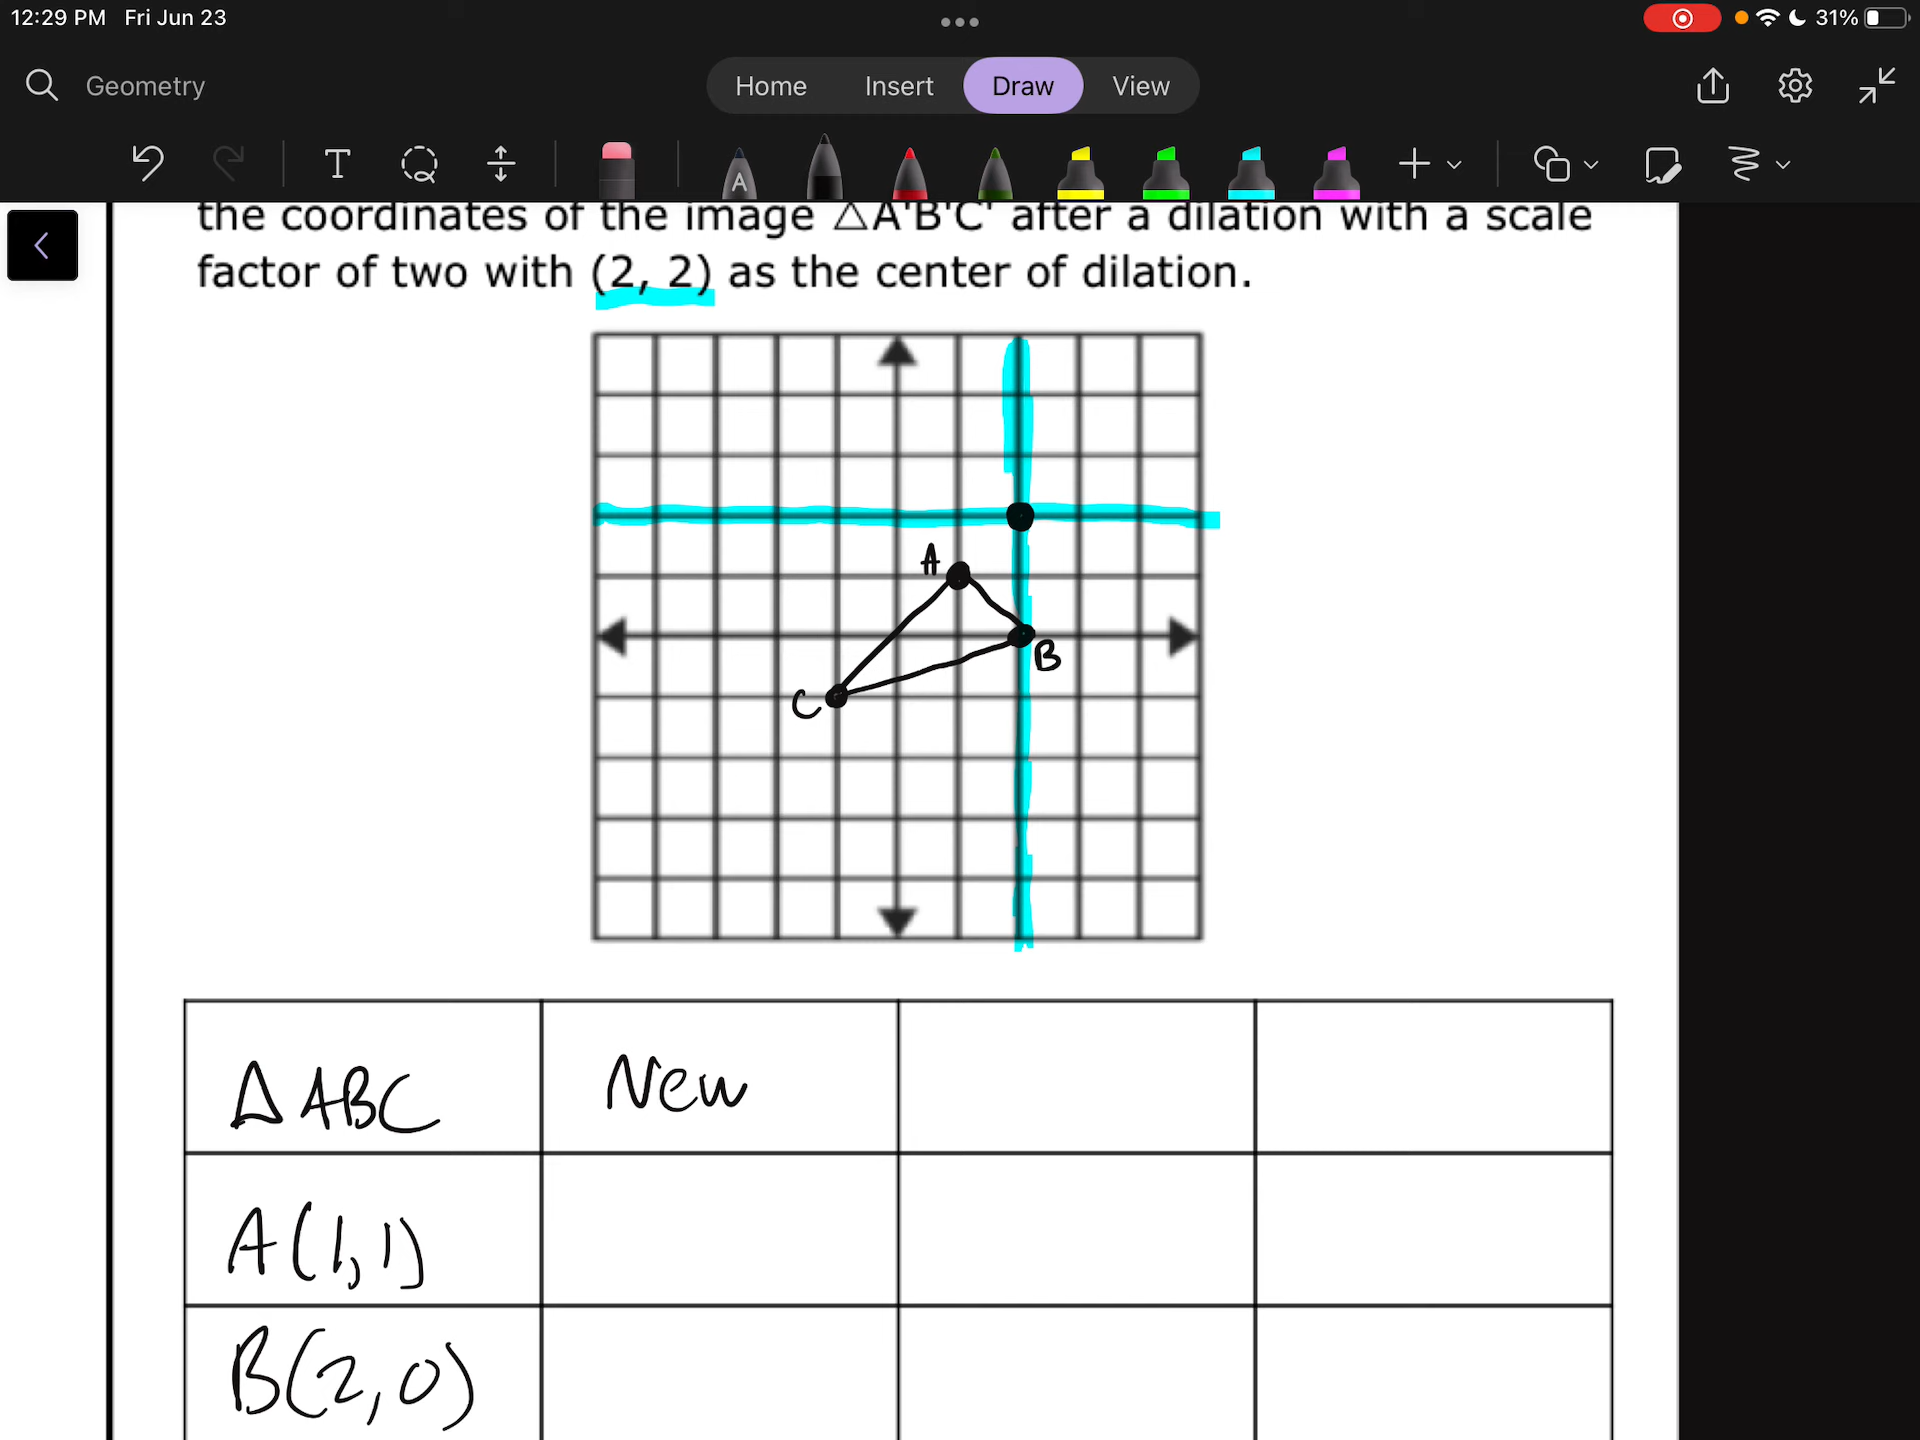 12:29 PM Fri Jun 23
31%
Geometry
Home Insert Draw View
T
A
the coordinates of the image △A'B'C' after a dilation with a scale
factor of two with (2, 2) as the center of dilation.
A
B
C
△ABC New
A(1,1)
B(2,0)